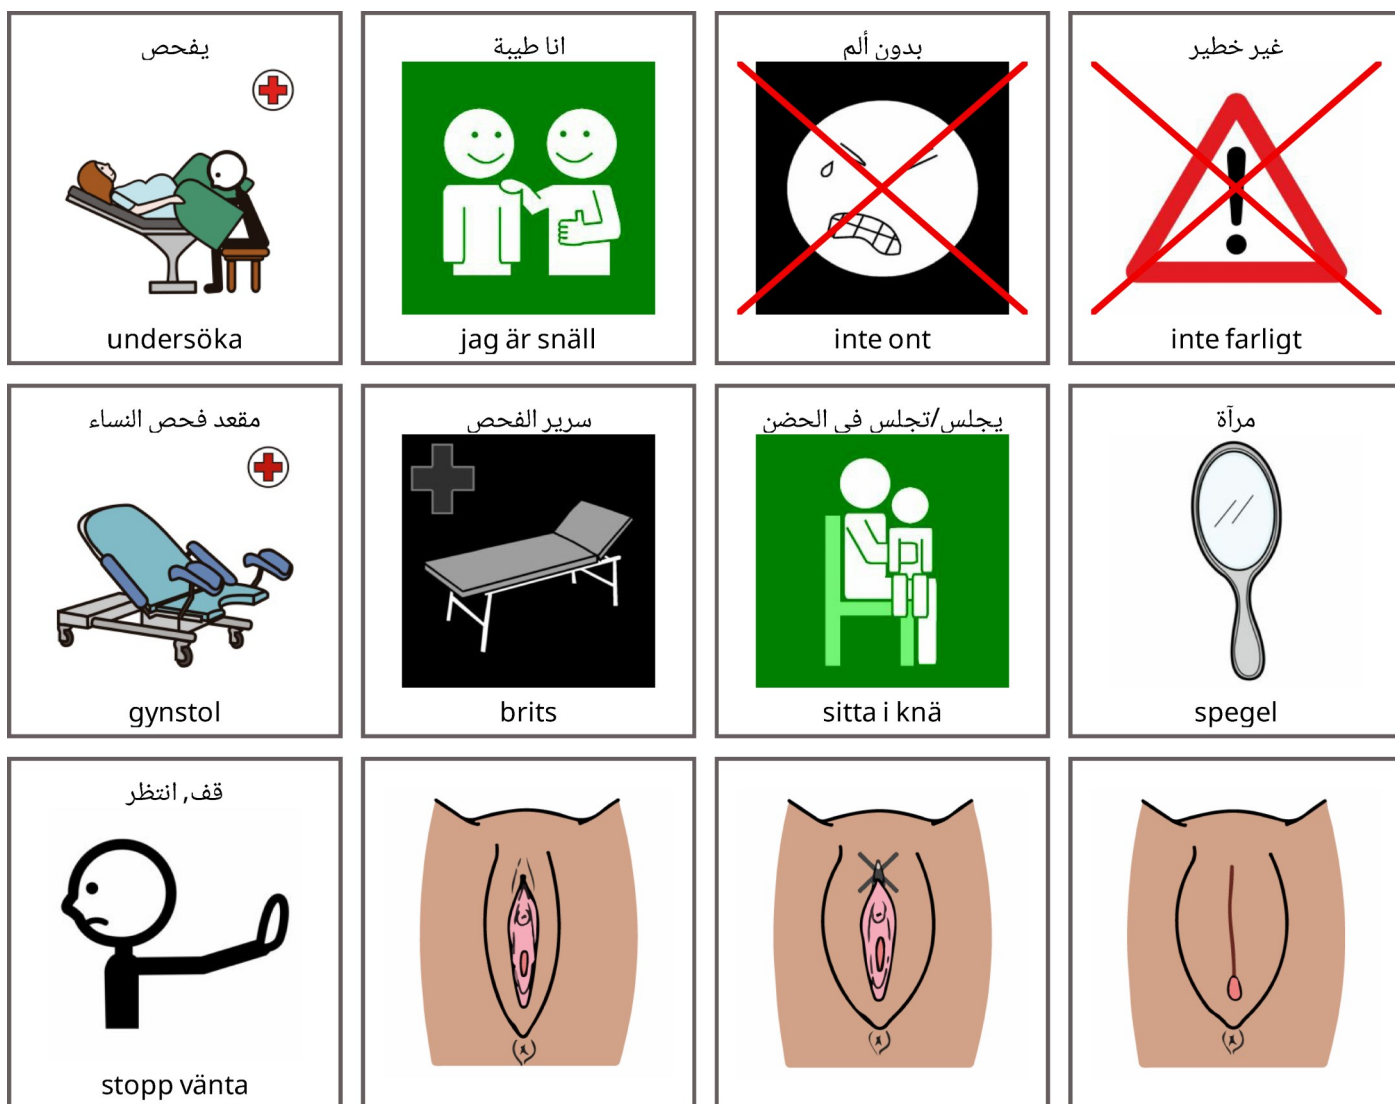 يفحص
undersöka
انا طيبة
jag är snäll
بدون ألم
inte ont
غير خطير
inte farligt
مقعد فحص النساء
gynstol
سرير الفحص
brits
يجلس/تجلس في الحضن
sitta i knä
مرآة
spegel
قف, انتظر
stopp vänta